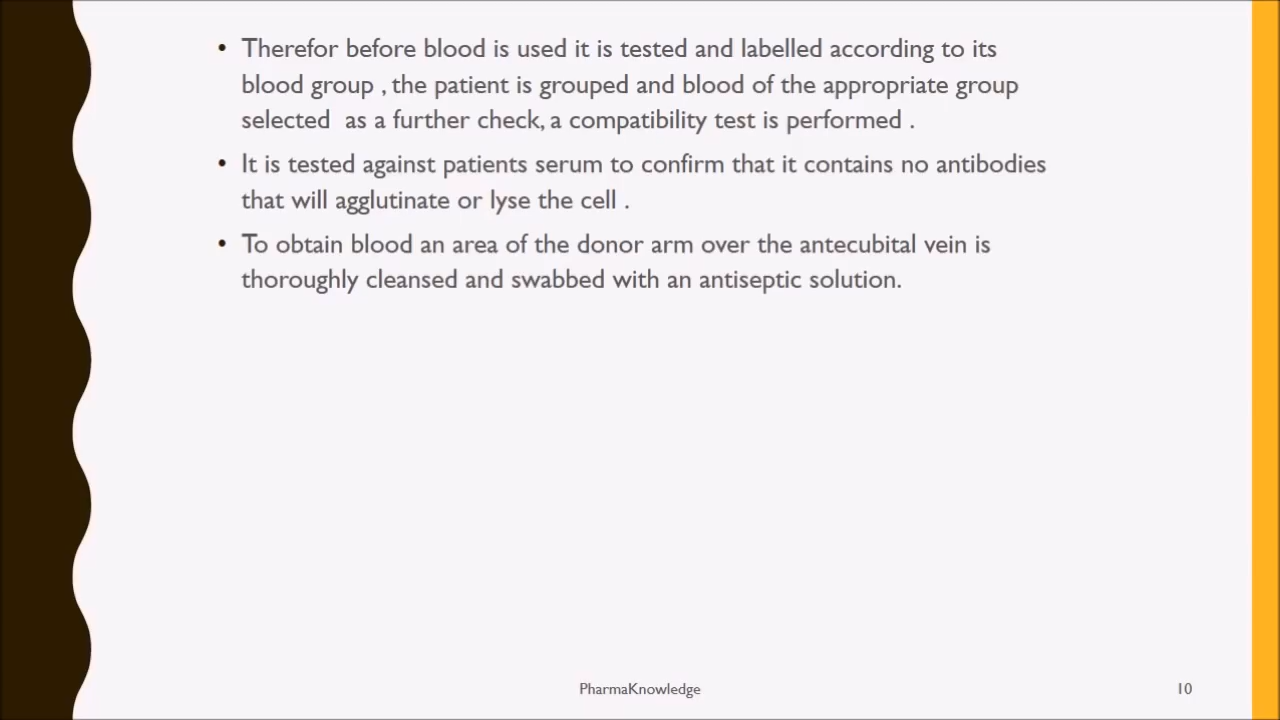 • Therefor before blood is used it is tested and labelled according to its
blood group , the patient is grouped and blood of the appropriate group
selected  as a further check, a compatibility test is performed .
• It is tested against patients serum to confirm that it contains no antibodies
that will agglutinate or lyse the cell .
• To obtain blood an area of the donor arm over the antecubital vein is
thoroughly cleansed and swabbed with an antiseptic solution.
PharmaKnowledge
10